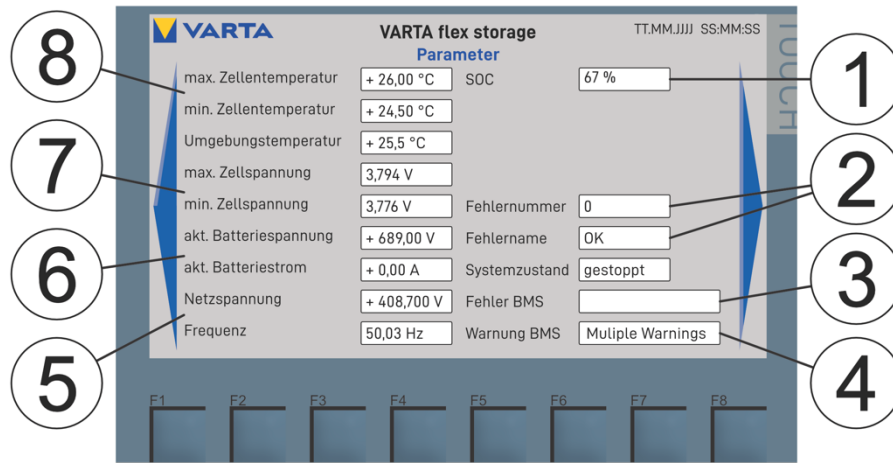 VARTA
VARTA flex storage
TT.MM.JJJJ SS:MM:SS
TOUCH
Parameter
max. Zellentemperatur + 26,00 °C SOC 67 %
min. Zellentemperatur + 24,50 °C
Umgebungstemperatur + 25,5 °C
max. Zellspannung 3,794 V
min. Zellspannung 3,776 V Fehlernummer 0
akt. Batteriespannung + 689,00 V Fehlername OK
akt. Batteriestrom + 0,00 A Systemzustand gestoppt
Netzspannung + 408,700 V Fehler BMS
Frequenz 50,03 Hz Warnung BMS Muliple Warnings
F1 F2 F3 F4 F5 F6 F7 F8
8
7
6
5
1
2
3
4